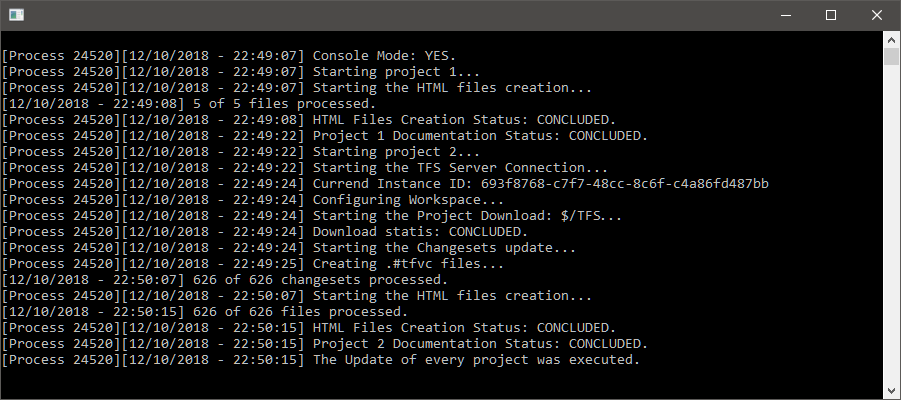 [Process 24520][12/10/2018 - 22:49:07] Console Mode: YES.
[Process 24520][12/10/2018 - 22:49:07] Starting project 1...
[Process 24520][12/10/2018 - 22:49:07] Starting the HTML files creation...
[12/10/2018 - 22:49:08] 5 of 5 files processed.
[Process 24520][12/10/2018 - 22:49:08] HTML Files Creation Status: CONCLUDED.
[Process 24520][12/10/2018 - 22:49:22] Project 1 Documentation Status: CONCLUDED.
[Process 24520][12/10/2018 - 22:49:22] Starting project 2...
[Process 24520][12/10/2018 - 22:49:22] Starting the TFS Server Connection...
[Process 24520][12/10/2018 - 22:49:24] Currend Instance ID: 693f8768-c7f7-48cc-8c6f-c4a86fd487bb
[Process 24520][12/10/2018 - 22:49:24] Configuring Workspace...
[Process 24520][12/10/2018 - 22:49:24] Starting the Project Download: $/TFS...
[Process 24520][12/10/2018 - 22:49:24] Download statis: CONCLUDED.
[Process 24520][12/10/2018 - 22:49:24] Starting the Changesets update...
[Process 24520][12/10/2018 - 22:49:25] Creating .#tfvc files...
[12/10/2018 - 22:50:07] 626 of 626 changesets processed.
[Process 24520][12/10/2018 - 22:50:07] Starting the HTML files creation...
[12/10/2018 - 22:50:15] 626 of 626 files processed.
[Process 24520][12/10/2018 - 22:50:15] HTML Files Creation Status: CONCLUDED.
[Process 24520][12/10/2018 - 22:50:15] Project 2 Documentation Status: CONCLUDED.
[Process 24520][12/10/2018 - 22:50:15] The Update of every project was executed.